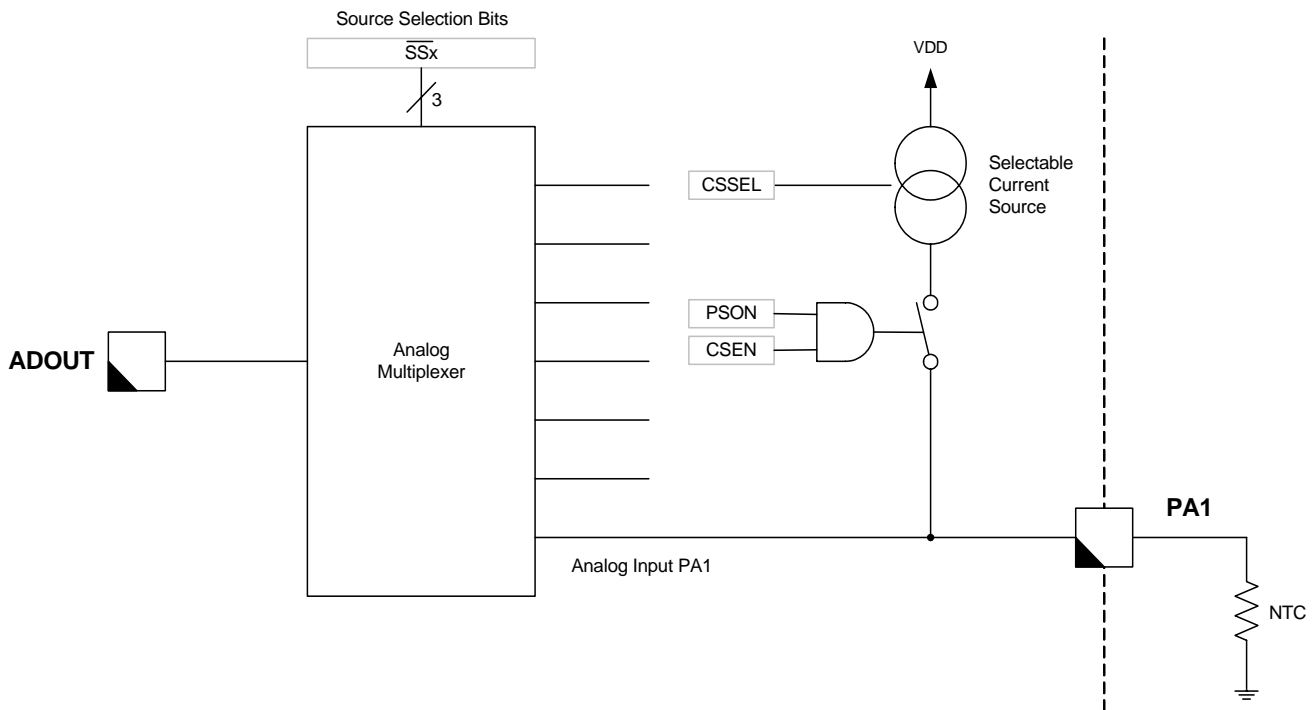 Source Selection Bits
SSx
3
VDD
Selectable
Current
Source
CSSEL
PSON
CSEN
ADOUT
Analog
Multiplexer
PA1
Analog Input PA1
NTC